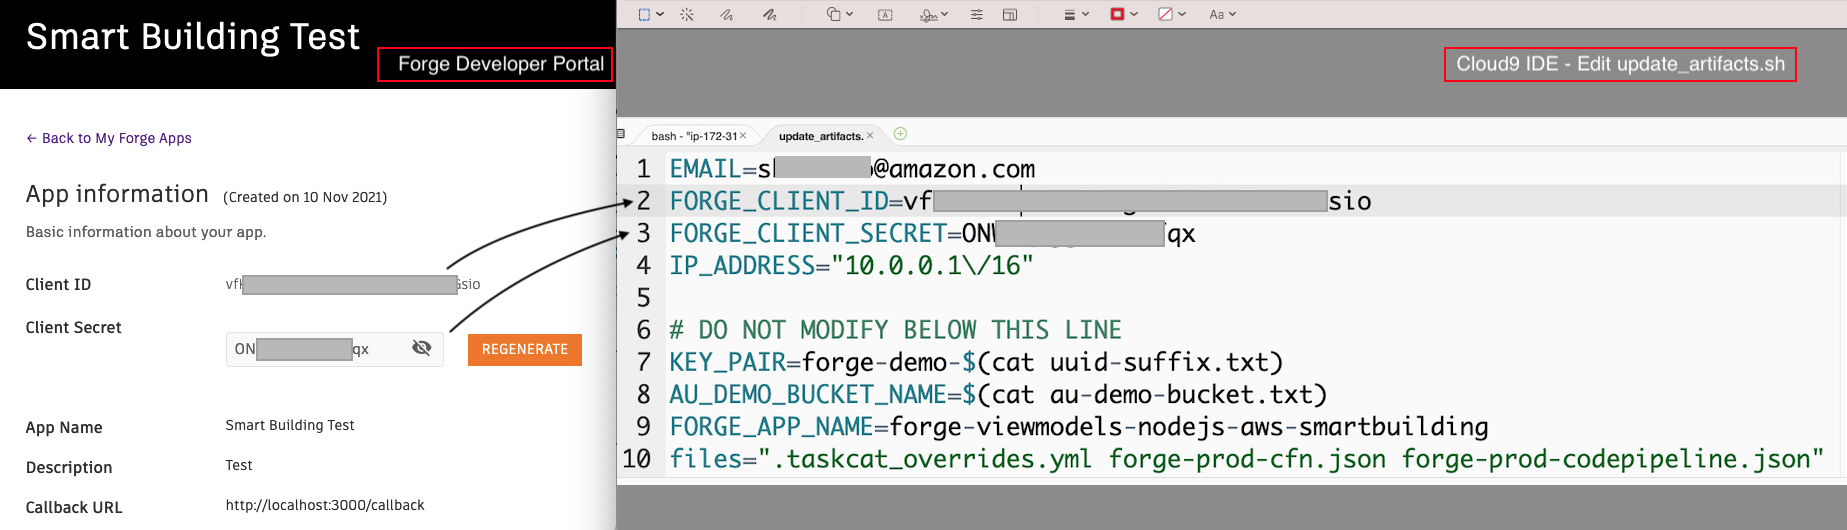 Smart Building Test
Forge Developer Portal
← Back to My Forge Apps
App information (Created on 10 Nov 2021)
Basic information about your app.
Client ID
vf sio
Client Secret
ON qx
REGENERATE
App Name
Smart Building Test
Description
Test
Callback URL
http://localhost:3000/callback
Aa
Cloud9 IDE - Edit update_artifacts.sh
bash - "ip-172-31 ×
update_artifacts. ×
1 EMAIL=s @amazon.com
2 FORGE_CLIENT_ID=vf sio
3 FORGE_CLIENT_SECRET=ON qx
4 IP_ADDRESS="10.0.0.1\/16"
5
6 # DO NOT MODIFY BELOW THIS LINE
7 KEY_PAIR=forge-demo-$(cat uuid-suffix.txt)
8 AU_DEMO_BUCKET_NAME=$(cat au-demo-bucket.txt)
9 FORGE_APP_NAME=forge-viewmodels-nodejs-aws-smartbuilding
10 files=".taskcat_overrides.yml forge-prod-cfn.json forge-prod-codepipeline.json"